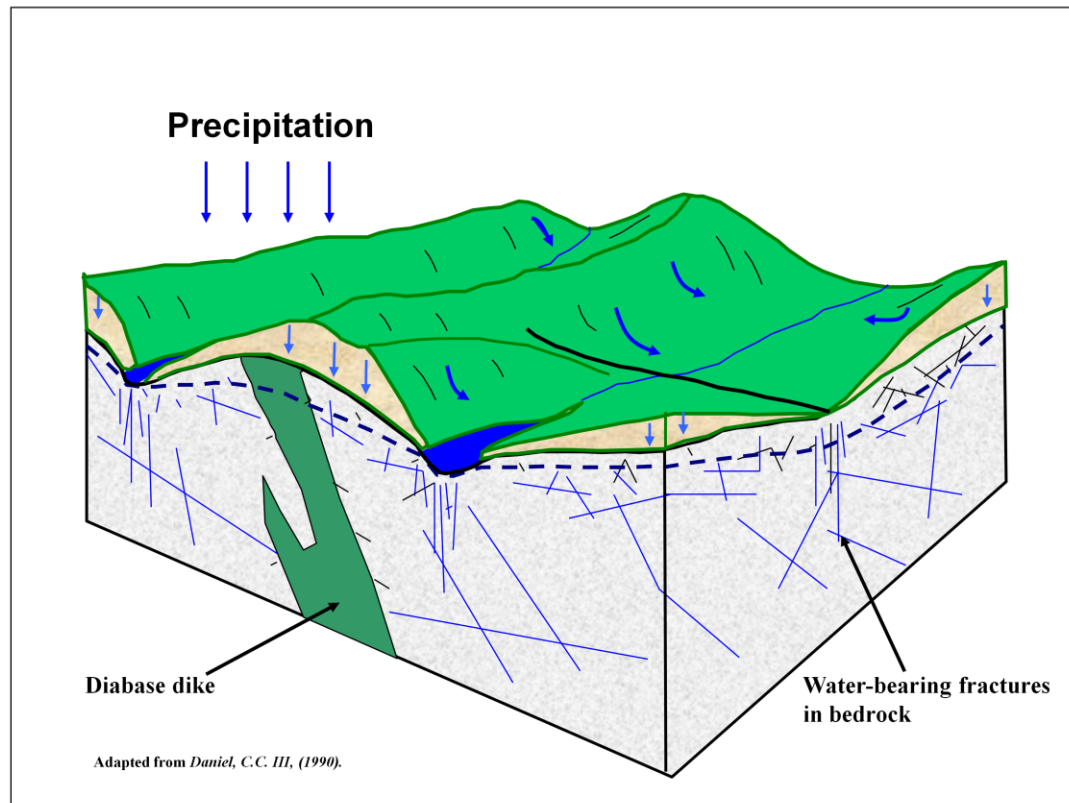 Precipitation
Diabase dike
Water-bearing fractures
in bedrock
Adapted from Daniel, C.C. III, (1990).